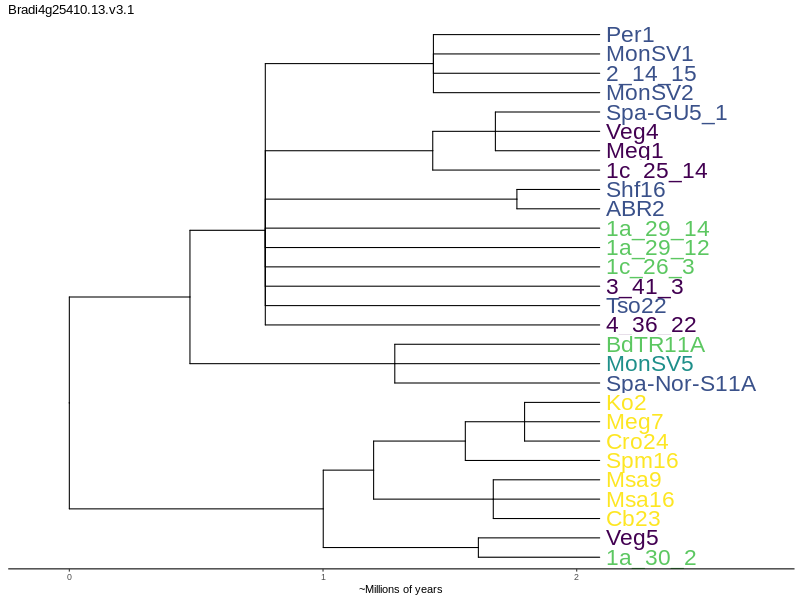 Bradi4g25410.13.v3.1
Per1
MonSV1
2_14_15
MonSV2
Spa-GU5_1
Veg4
Meq1
1c_25_14
Shf16
ABR2
1a_29_14
1a_29_12
1c_26_3
3_41_3
Tso22
4_36_22
BdTR11A
MonSV5
Spa-Nor-S11A
Ko2
Meg7
Cro24
Spm16
Msa9
Msa16
Cb23
Veg5
1a_30_2
0 1 2
~Millions of years